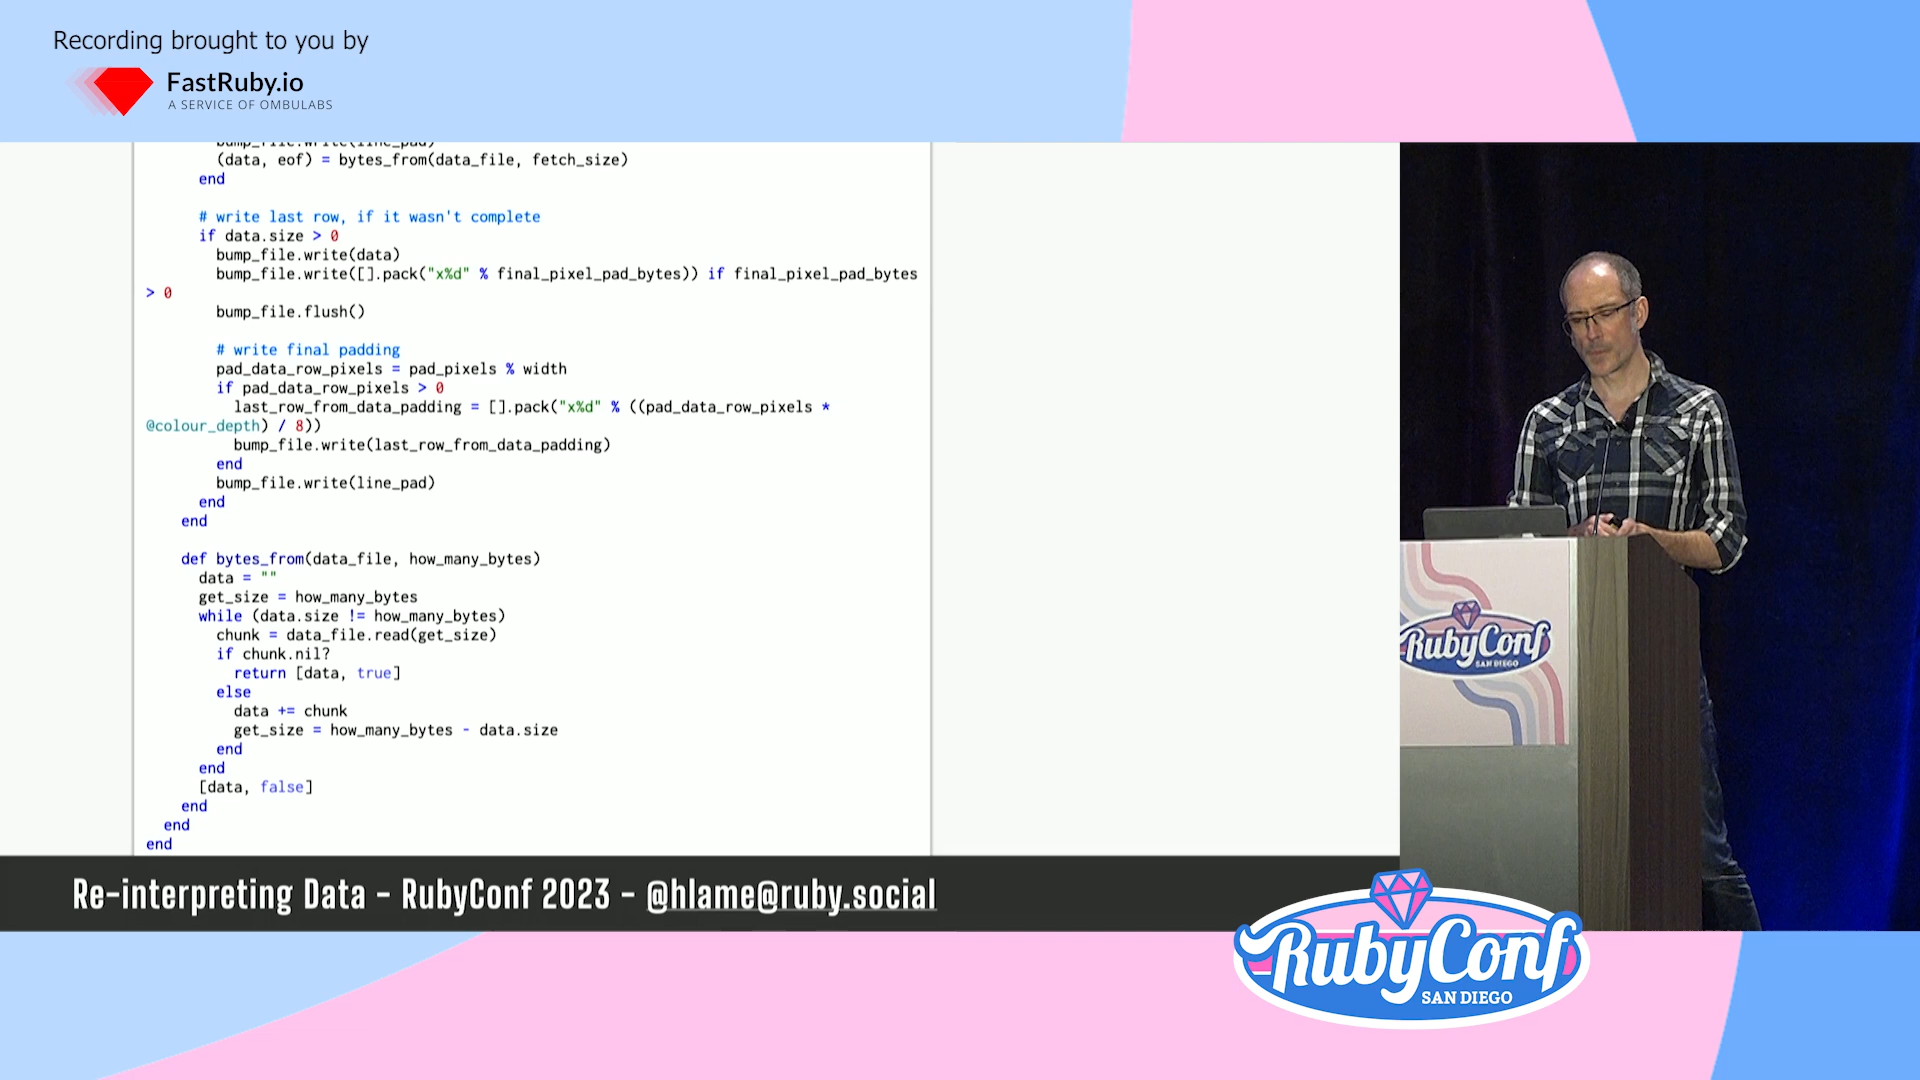 Recording brought to you by
FastRuby.io
A SERVICE OF OMBULABS
bump_file.write(line_pad)
(data, eof) = bytes_from(data_file, fetch_size)
end
# write last row, if it wasn't complete
if data.size > 0
bump_file.write(data)
bump_file.write([].pack("x%d" % final_pixel_pad_bytes)) if final_pixel_pad_bytes
> 0
bump_file.flush()
# write final padding
pad_data_row_pixels = pad_pixels % width
if pad_data_row_pixels > 0
last_row_from_data_padding = [].pack("x%d" % ((pad_data_row_pixels *
@colour_depth) / 8))
bump_file.write(last_row_from_data_padding)
end
bump_file.write(line_pad)
end
end
def bytes_from(data_file, how_many_bytes)
data = ""
get_size = how_many_bytes
while (data.size != how_many_bytes)
chunk = data_file.read(get_size)
if chunk.nil?
return [data, true]
else
data += chunk
get_size = how_many_bytes - data.size
end
end
[data, false]
end
end
end
Re-interpreting Data - RubyConf 2023 - @hlame@ruby.social
RubyConf
SAN DIEGO
RubyConf
SAN DIEGO